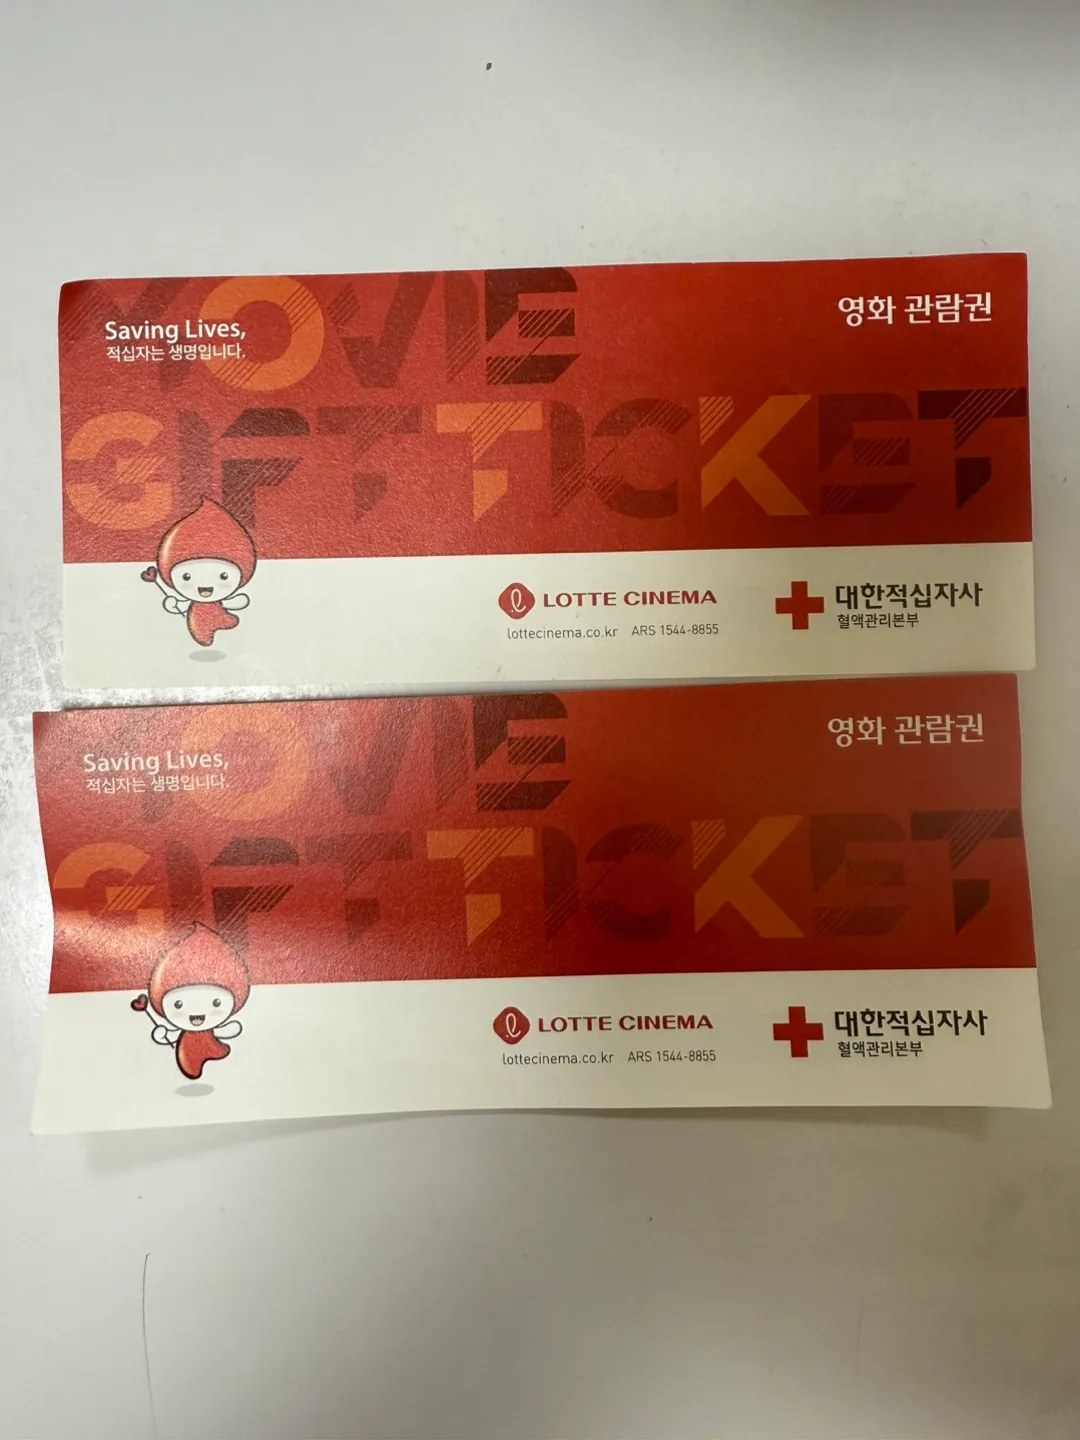 MOVIE
Saving Lives,
적십자는 생명입니다.
영화 관람권
GIFT TICKET
LOTTE CINEMA
lottecinema.co.kr ARS 1544-8855
대한적십자사
혈액관리본부
MOVIE
Saving Lives,
적십자는 생명입니다.
영화 관람권
GIFT TICKET
LOTTE CINEMA
lottecinema.co.kr ARS 1544-8855
대한적십자사
혈액관리본부